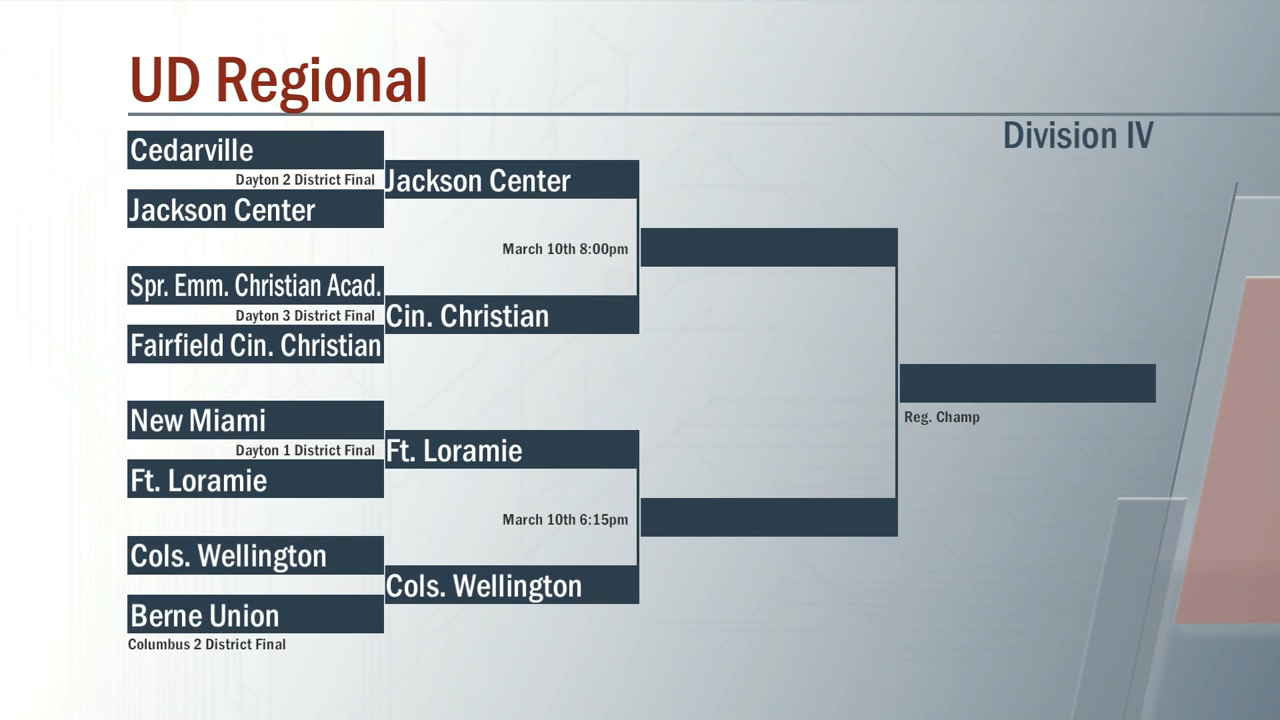 UD Regional
Division IV
Cedarville
Dayton 2 District Final
Jackson Center
Jackson Center
March 10th 8:00pm
Spr. Emm. Christian Acad.
Dayton 3 District Final
Cin. Christian
Fairfield Cin. Christian
Reg. Champ
New Miami
Dayton 1 District Final
Ft. Loramie
Ft. Loramie
March 10th 6:15pm
Cols. Wellington
Cols. Wellington
Berne Union
Columbus 2 District Final